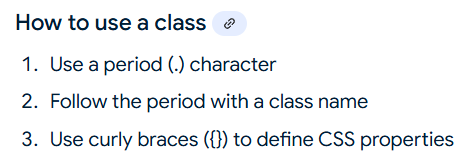 How to use a class
1. Use a period (.) character
2. Follow the period with a class name
3. Use curly braces ({}) to define CSS properties